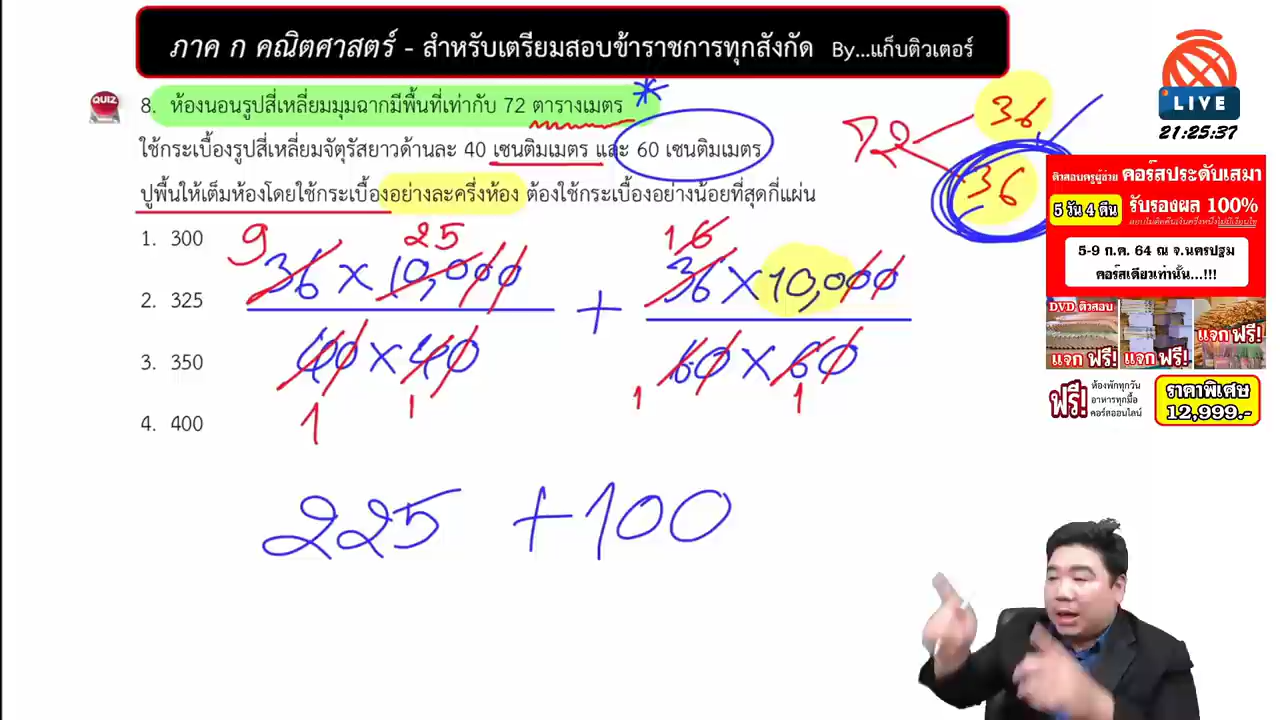 ภาค ก คณิตศาสตร์ - สำหรับเตรียมสอบข้าราชการทุกสังกัด By...แก็บติวเตอร์
LIVE
21:25:37
QUIZ
8. ห้องนอนรูปสี่เหลี่ยมมุมฉากมีพื้นที่เท่ากับ 72 ตารางเมตร *
ใช้กระเบื้องรูปสี่เหลี่ยมจัตุรัสยาวด้านละ 40 เซนติมเมตร และ 60 เซนติมเมตร
ปูพื้นให้เต็มห้องโดยใช้กระเบื้องอย่างละครึ่งห้อง ต้องใช้กระเบื้องอย่างน้อยที่สุดกี่แผ่น
72 36
36
1. 300
2. 325
3. 350
4. 400
9 25 1 6
36 × 10,000 + 36 × 10,000
40 × 40 60 × 60
1 1 1 1
225 + 100
ติวสอบครูผู้ช่วย คอร์สประดับเสมา
5 วัน 4 คืน รับรองผล 100%
5-9 ก.ค. 64 ณ จ.นครปฐม
คอร์สเดียวเท่านั้น...!!!
DVD ติวสอบ
แจก ฟรี! แจก ฟรี! แจก ฟรี!
ฟรี! ห้องพักทุกวัน
อาหารทุกมื้อ
คอร์สออนไลน์
ราคาพิเศษ
12,999.-